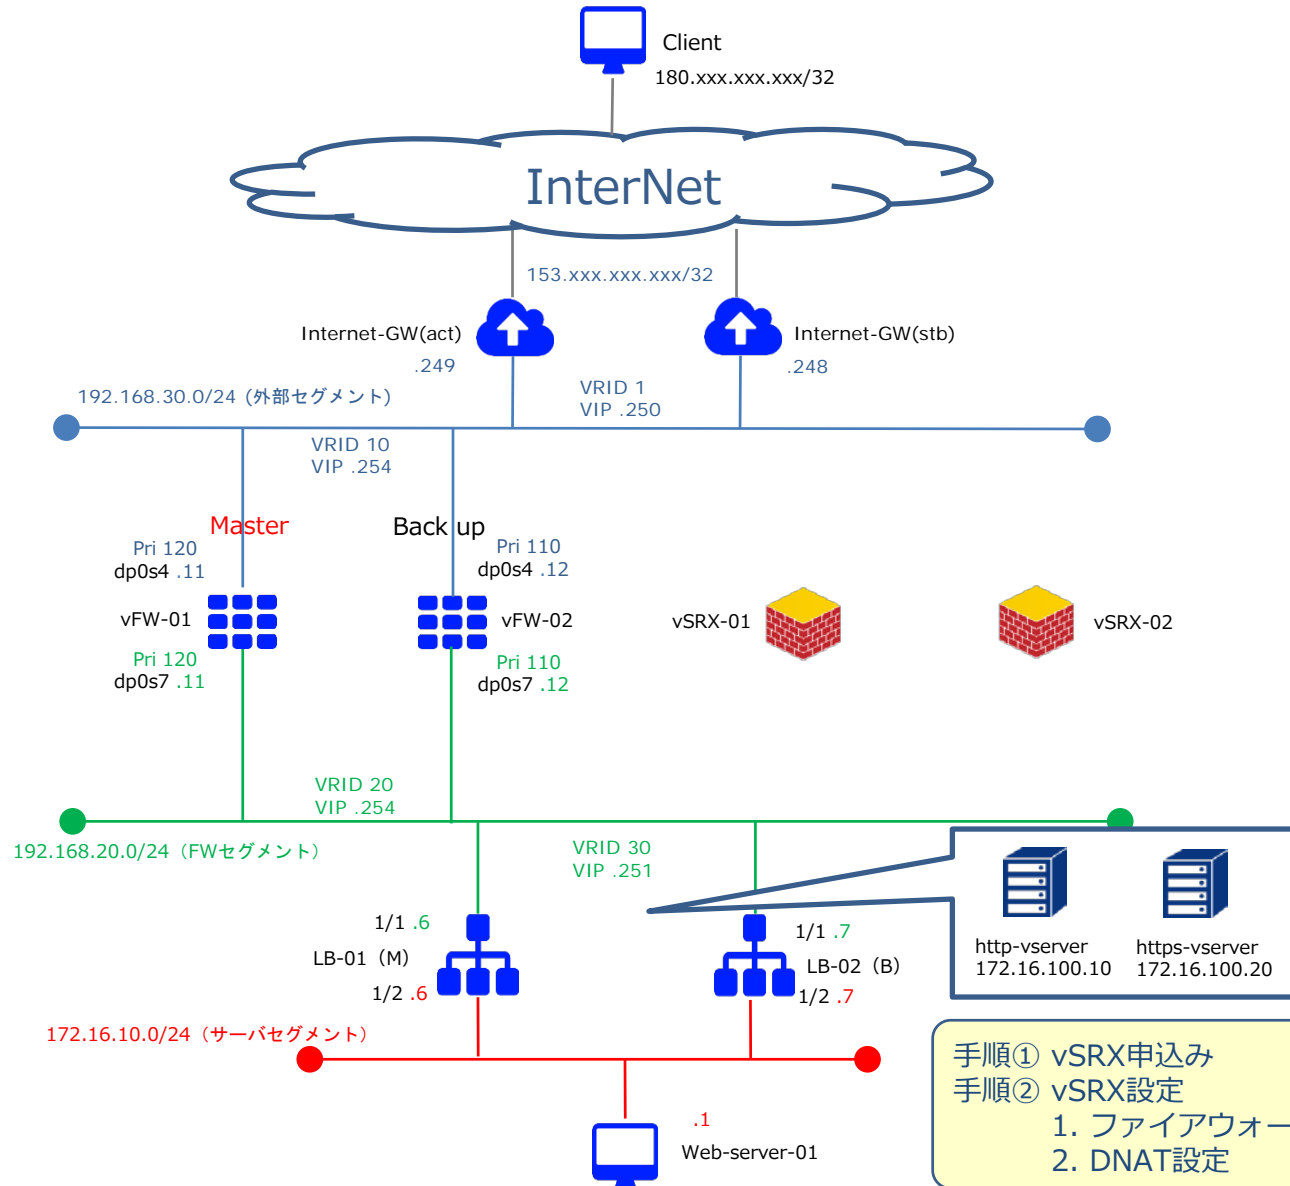 Client
180.xxx.xxx.xxx/32
InterNet
153.xxx.xxx.xxx/32
Internet-GW(act)
.249
Internet-GW(stb)
.248
192.168.30.0/24 (外部セグメント)
VRID 1
VIP .250
VRID 10
VIP .254
Master
Back up
Pri 120
dp0s4 .11
Pri 110
dp0s4 .12
vFW-01
vFW-02
vSRX-01
vSRX-02
Pri 120
dp0s7 .11
Pri 110
dp0s7 .12
VRID 20
VIP .254
192.168.20.0/24（FWセグメント）
VRID 30
VIP .251
1/1 .6
LB-01（M）
1/2 .6
1/1 .7
LB-02（B）
1/2 .7
http-vserver
172.16.100.10
https-vserver
172.16.100.20
172.16.10.0/24（サーバセグメント）
.1
Web-server-01
手順① vSRX申込み
手順② vSRX設定
1. ファイアウォー
2. DNAT設定